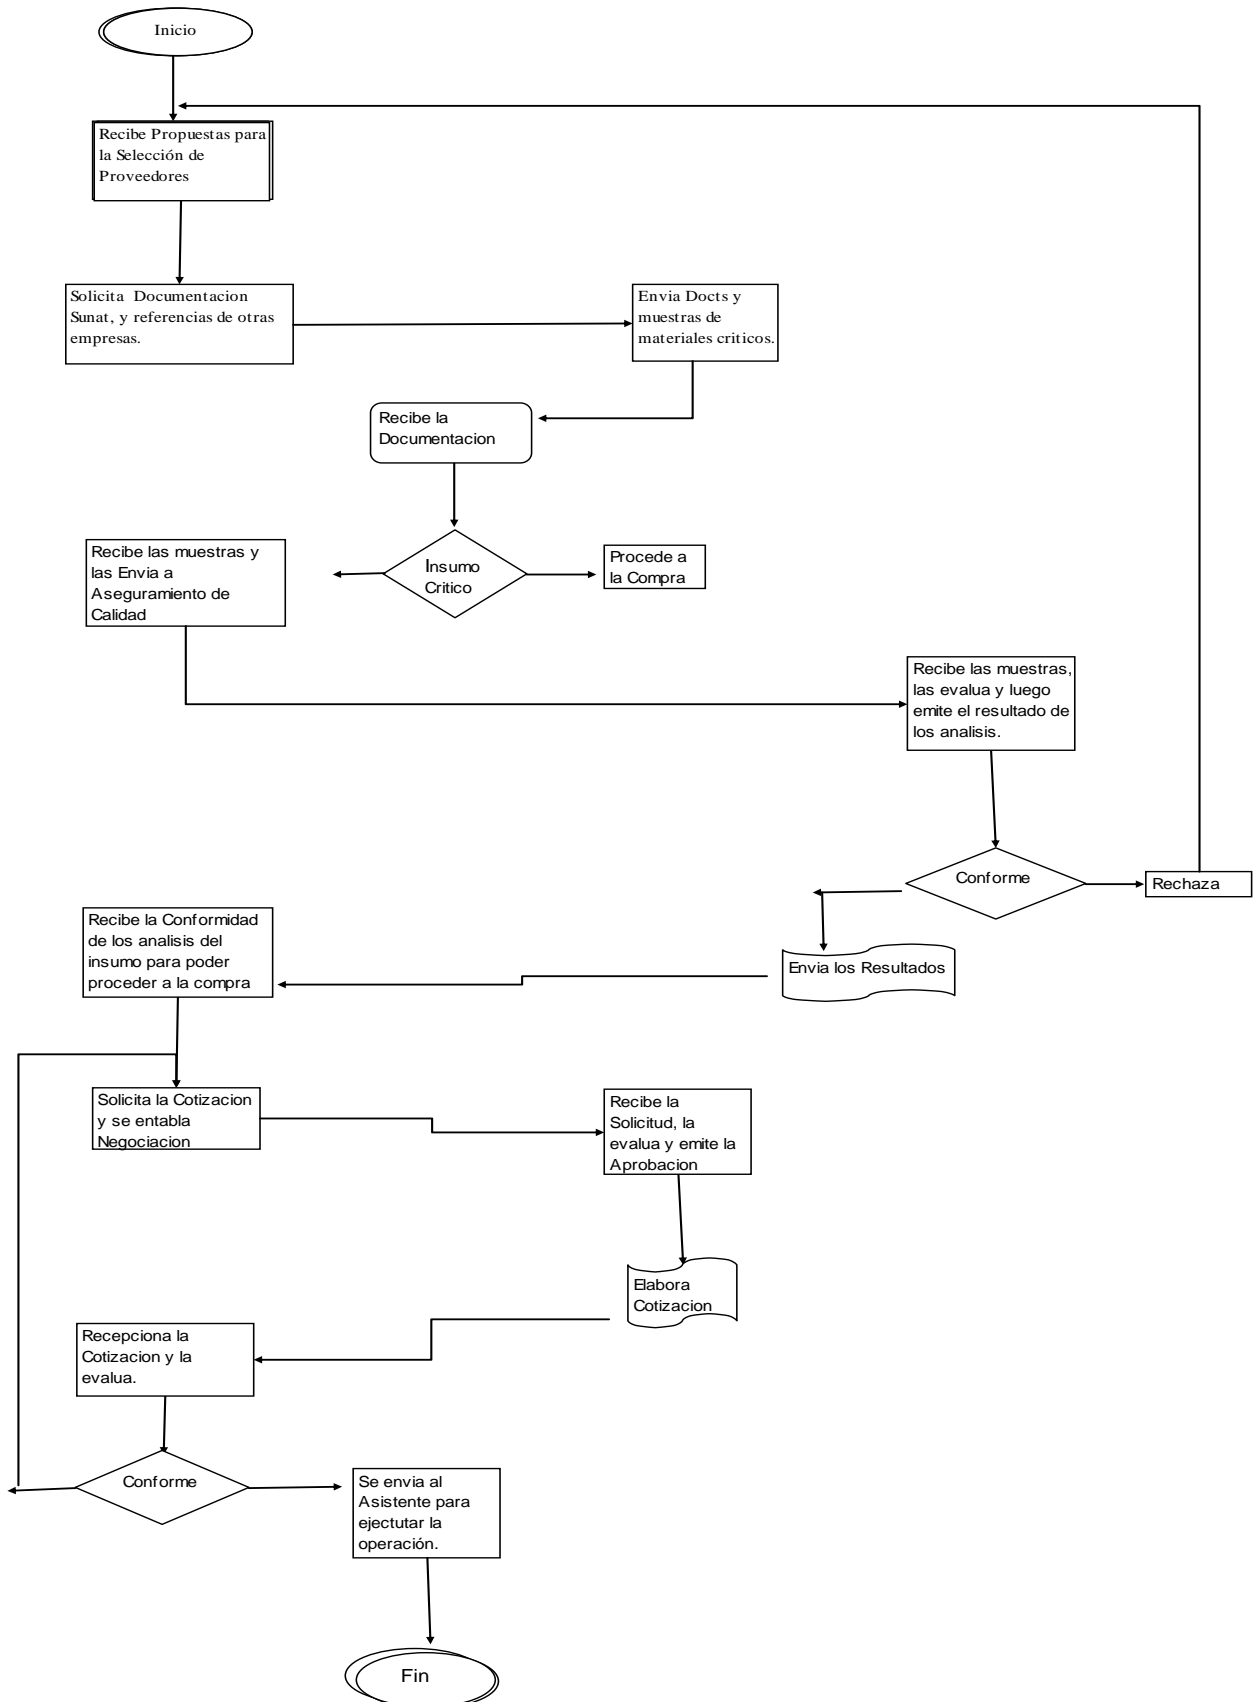 Inicio
Recibe Propuestas para
la Selección de
Proveedores
Solicita Documentacion
Sunat, y referencias de otras
empresas.
Envia Docts y
muestras de
materiales criticos.
Recibe la
Documentacion
Insumo
Critico
Procede a
la Compra
Recibe las muestras y
las Envia a
Aseguramiento de
Calidad
Recibe las muestras,
las evalua y luego
emite el resultado de
los analisis.
Conforme
Rechaza
Envia los Resultados
Recibe la Conformidad
de los analisis del
insumo para poder
proceder a la compra
Solicita la Cotizacion
y se entabla
Negociacion
Recibe la
Solicitud, la
evalua y emite la
Aprobacion
Elabora
Cotizacion
Recepciona la
Cotizacion y la
evalua.
Conforme
Se envia al
Asistente para
ejectutar la
operación.
Fin